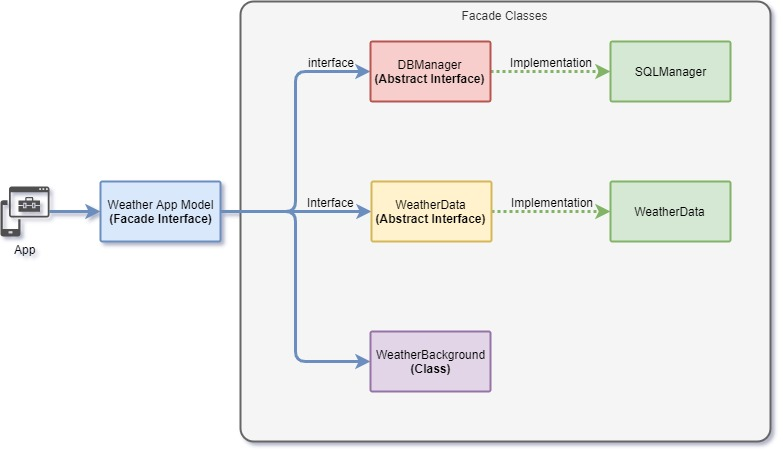 Facade Classes
interface
DBManager
(Abstract Interface)
Implementation
SQLManager
App
Weather App Model
(Facade Interface)
Interface
WeatherData
(Abstract Interface)
Implementation
WeatherData
WeatherBackground
(Class)